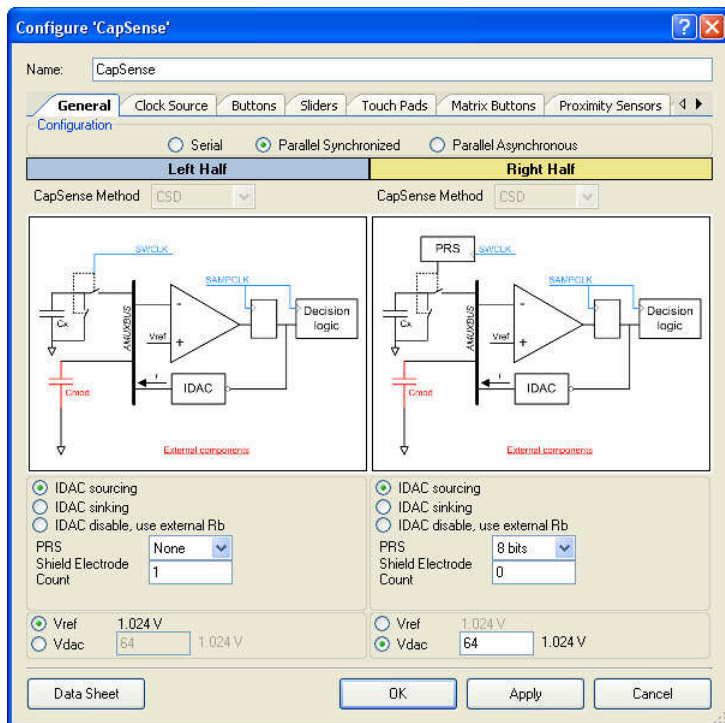 Configure 'CapSense'
Name: CapSense
General Clock Source Buttons Sliders Touch Pads Matrix Buttons Proximity Sensors
Configuration
Serial Parallel Synchronized Parallel Asynchronous
Left Half Right Half
CapSense Method CSD CapSense Method CSD
SWCLK
SAMPCLK
Cx
AMUXBUS
Vref
- +
Decision logic
Cmod
I
IDAC
External components
PRS
SWCLK
SAMPCLK
Cx
AMUXBUS
Vref
- +
Decision logic
Cmod
I
IDAC
External components
IDAC sourcing
IDAC sinking
IDAC disable, use external Rb
PRS None
Shield Electrode Count 1
Vref 1.024 V
Vdac 64 1.024 V
IDAC sourcing
IDAC sinking
IDAC disable, use external Rb
PRS 8 bits
Shield Electrode Count 0
Vref 1.024 V
Vdac 64 1.024 V
Data Sheet OK Apply Cancel